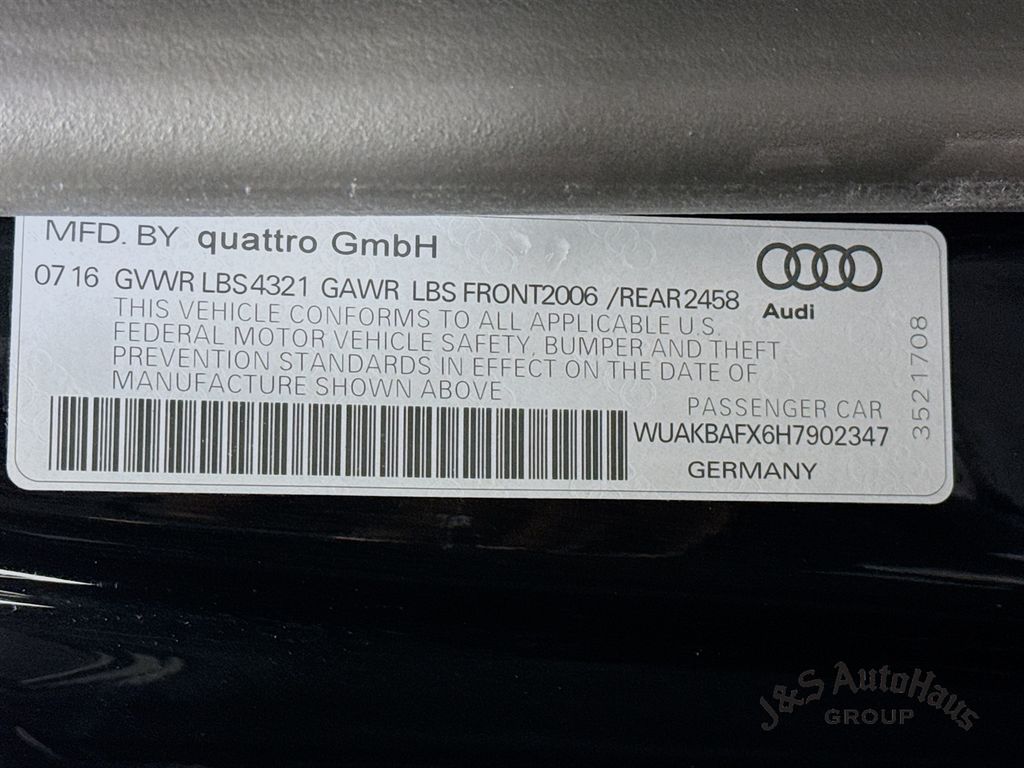 MFD. BY quattro GmbH
07 16 GVWR LBS 4321 GAWR LBS FRONT2006 /REAR 2458
THIS VEHICLE CONFORMS TO ALL APPLICABLE U.S.
FEDERAL MOTOR VEHICLE SAFETY, BUMPER AND THEFT
PREVENTION STANDARDS IN EFFECT ON THE DATE OF
MANUFACTURE SHOWN ABOVE
Audi
PASSENGER CAR
WUAKBAFX6H7902347
GERMANY
3521708
J&S AutoHaus
GROUP